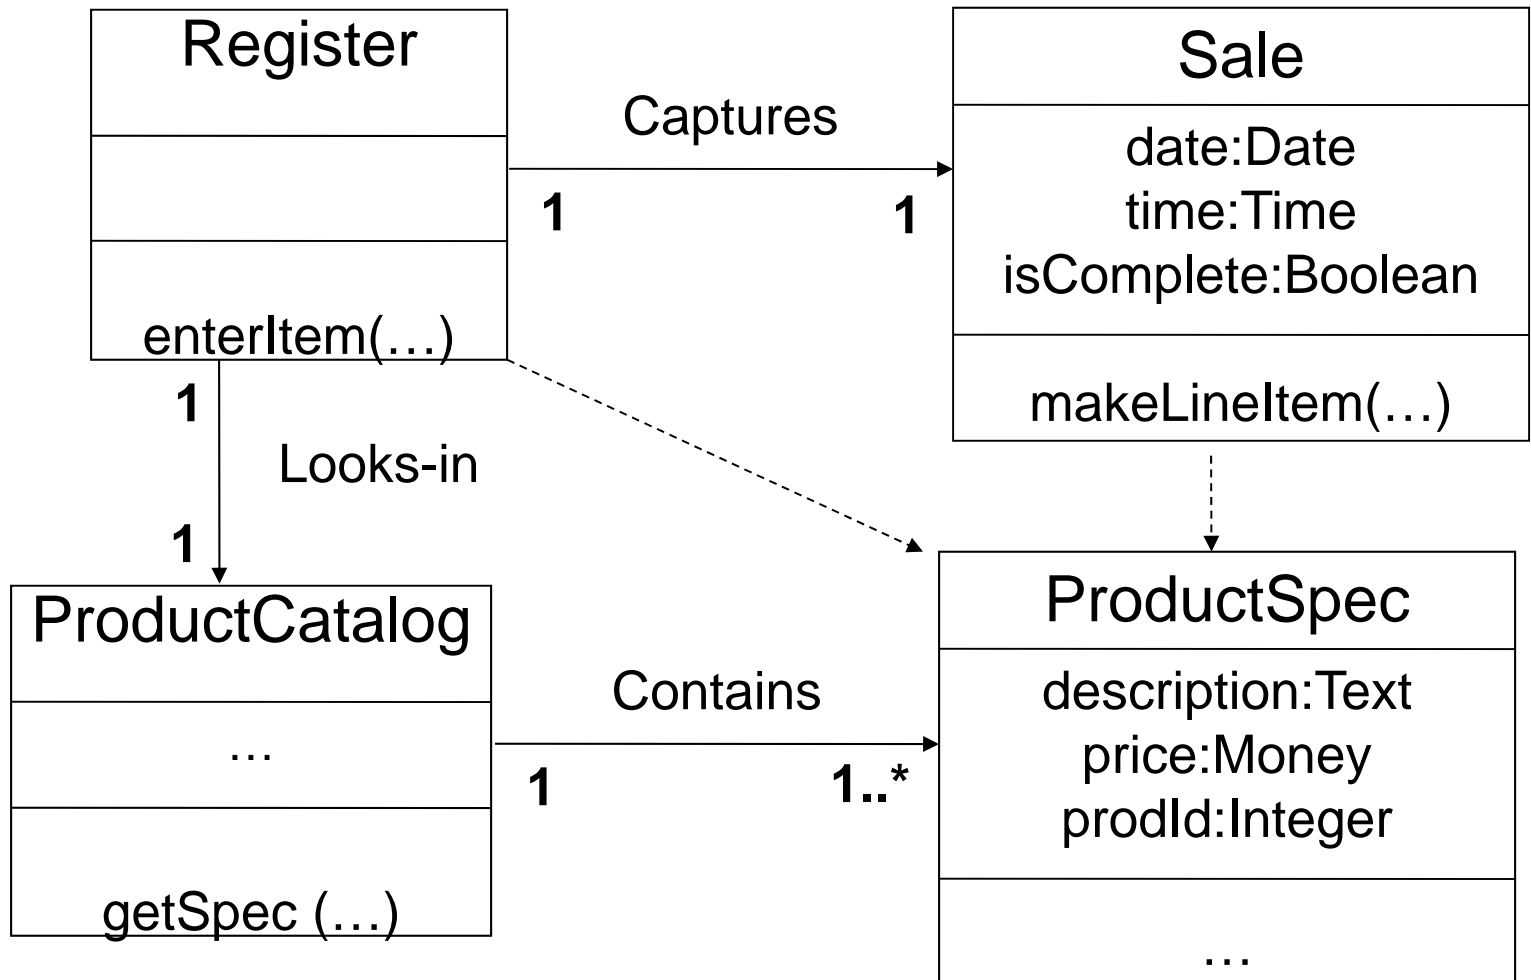 Register
enterItem(…)
Captures
1
1
Sale
date:Date
time:Time
isComplete:Boolean
makeLineItem(…)
1
Looks-in
1
ProductCatalog
…
getSpec (…)
Contains
1
1..*
ProductSpec
description:Text
price:Money
prodId:Integer
…